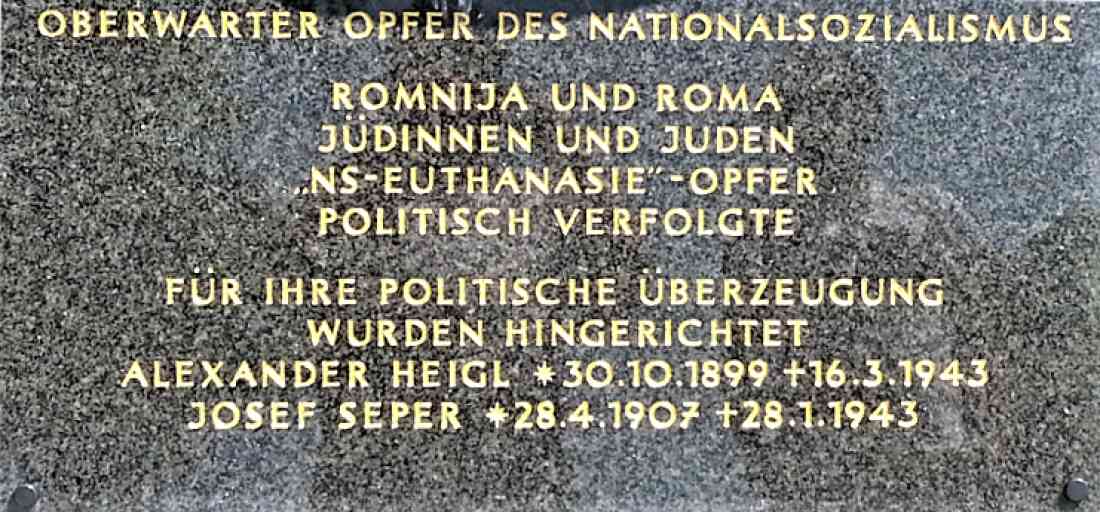 OBERWARTER OPFER DES NATIONALSOZIALISMUS
ROMNIJA UND ROMA
JÜDINNEN UND JUDEN
„NS-EUTHANASIE"-OPFER
POLITISCH VERFOLGTE
FÜR IHRE POLITISCHE ÜBERZEUGUNG
WURDEN HINGERICHTET
ALEXANDER HEIGL *30.10.1899 †16.3.1943
JOSEF SEPER *28.4.1907 †28.1.1943